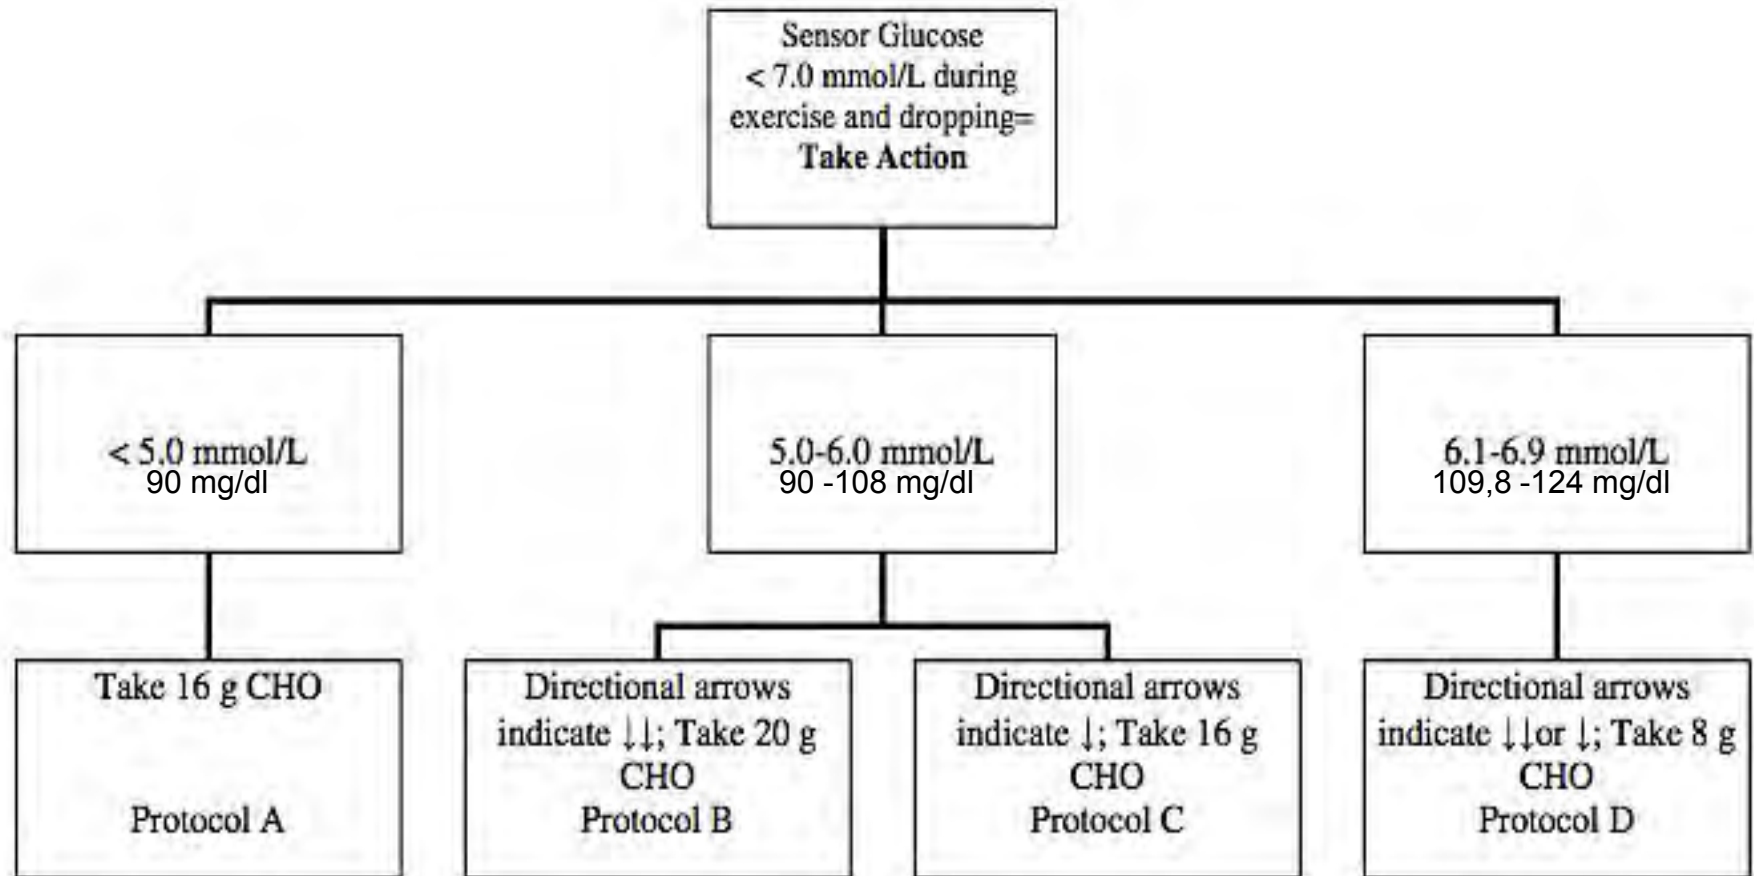 Sensor Glucose
< 7.0 mmol/L during
exercise and dropping=
Take Action
< 5.0 mmol/L
90 mg/dl
5.0-6.0 mmol/L
90 -108 mg/dl
6.1-6.9 mmol/L
109,8 -124 mg/dl
Take 16 g CHO
Protocol A
Directional arrows
indicate ↓↓; Take 20 g
CHO
Protocol B
Directional arrows
indicate ↓; Take 16 g
CHO
Protocol C
Directional arrows
indicate ↓↓or ↓; Take 8 g
CHO
Protocol D